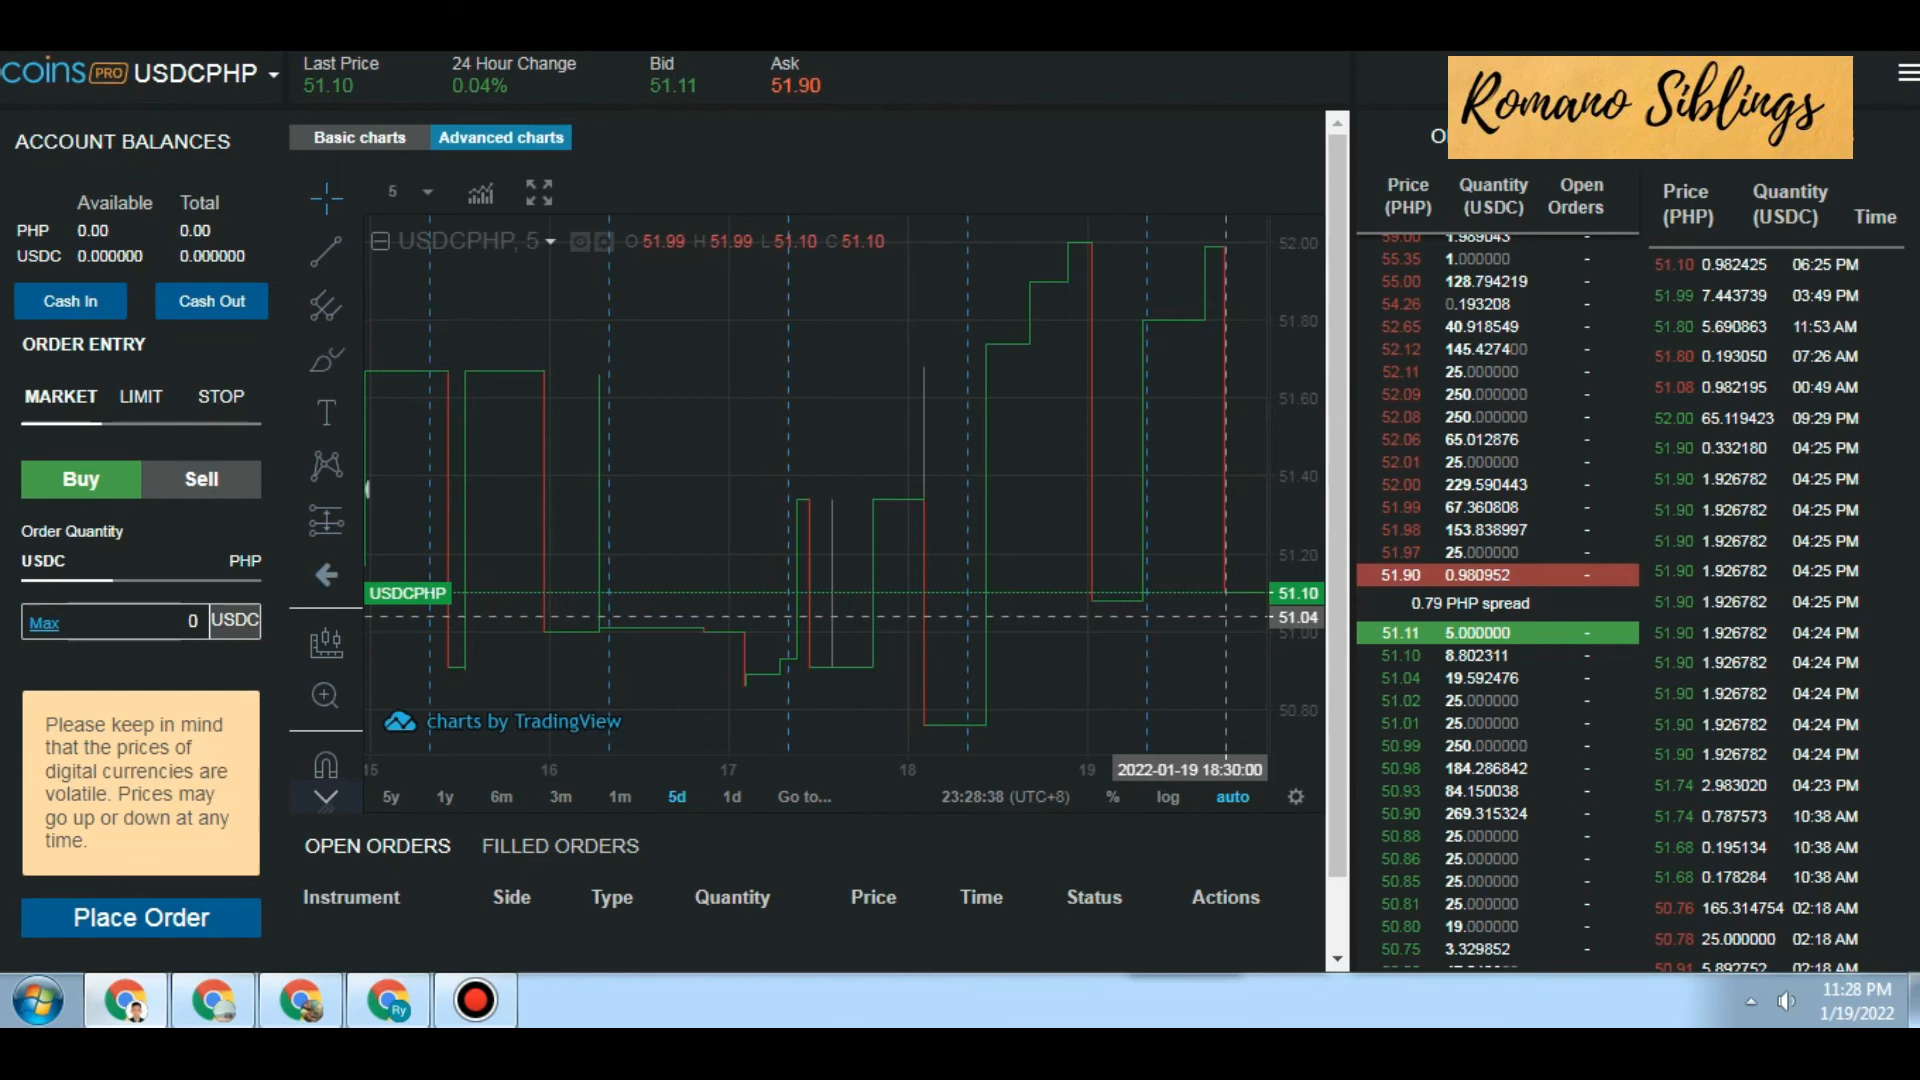 coins PRO USDCPHP
Last Price
51.10
24 Hour Change
0.04%
Bid
51.11
Ask
51.90
Romano Siblings
ACCOUNT BALANCES
Available Total
PHP 0.00 0.00
USDC 0.000000 0.000000
Cash In Cash Out
ORDER ENTRY
MARKET LIMIT STOP
Buy Sell
Order Quantity
USDC PHP
Max 0 USDC
Please keep in mind
that the prices of
digital currencies are
volatile. Prices may
go up or down at any
time.
Place Order
Basic charts Advanced charts
5
USDCPHP, 5 O 51.99 H 51.99 L 51.10 C 51.10
52.00
51.80
51.60
51.40
51.20
USDCPHP 51.10
51.04
51.00
50.80
charts by TradingView
15 16 17 18 19 2022-01-19 18:30:00
5y 1y 6m 3m 1m 5d 1d Go to... 23:28:38 (UTC+8) % log auto
OPEN ORDERS FILLED ORDERS
Instrument Side Type Quantity Price Time Status Actions
Price Quantity Open
(PHP) (USDC) Orders
59.00 1.989043 -
55.35 1.000000 -
55.00 128.794219 -
54.26 0.193208 -
52.65 40.918549 -
52.12 145.427400 -
52.11 25.000000 -
52.09 250.000000 -
52.08 250.000000 -
52.06 65.012876 -
52.01 25.000000 -
52.00 229.590443 -
51.99 67.360808 -
51.98 153.838997 -
51.97 25.000000 -
51.90 0.980952 -
0.79 PHP spread
51.11 5.000000 -
51.10 8.802311 -
51.04 19.592476 -
51.02 25.000000 -
51.01 25.000000 -
50.99 250.000000 -
50.98 184.286842 -
50.93 84.150038 -
50.90 269.315324 -
50.88 25.000000 -
50.86 25.000000 -
50.85 25.000000 -
50.81 25.000000 -
50.80 19.000000 -
50.75 3.329852 -
Price Quantity
(PHP) (USDC) Time
51.10 0.982425 06:25 PM
51.99 7.443739 03:49 PM
51.80 5.690863 11:53 AM
51.80 0.193050 07:26 AM
51.08 0.982195 00:49 AM
52.00 65.119423 09:29 PM
51.90 0.332180 04:25 PM
51.90 1.926782 04:25 PM
51.90 1.926782 04:25 PM
51.90 1.926782 04:25 PM
51.90 1.926782 04:25 PM
51.90 1.926782 04:25 PM
51.90 1.926782 04:24 PM
51.90 1.926782 04:24 PM
51.90 1.926782 04:24 PM
51.90 1.926782 04:24 PM
51.90 1.926782 04:24 PM
51.74 2.983020 04:23 PM
51.74 0.787573 10:38 AM
51.68 0.195134 10:38 AM
51.68 0.178284 10:38 AM
50.76 165.314754 02:18 AM
50.78 25.000000 02:18 AM
50.91 5.892752 02:18 AM
Ry
11:28 PM
1/19/2022